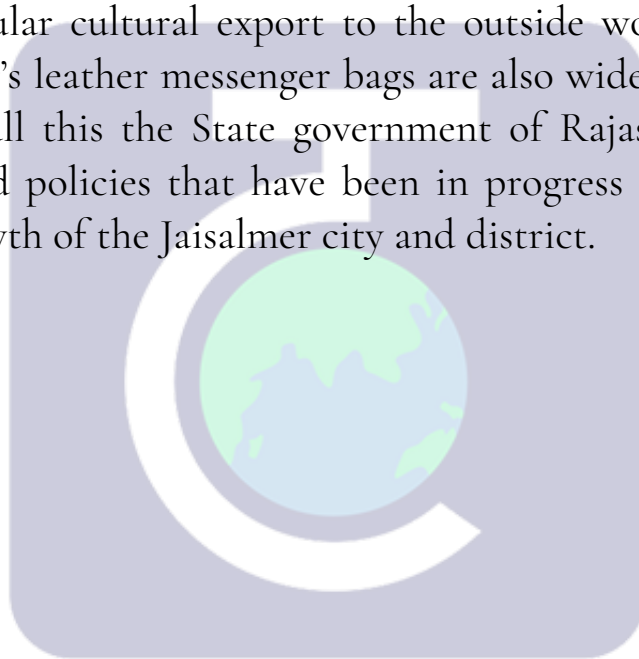 ular cultural export to the outside wo
’s leather messenger bags are also wide
ll this the State government of Rajas
d policies that have been in progress
th of the Jaisalmer city and district.